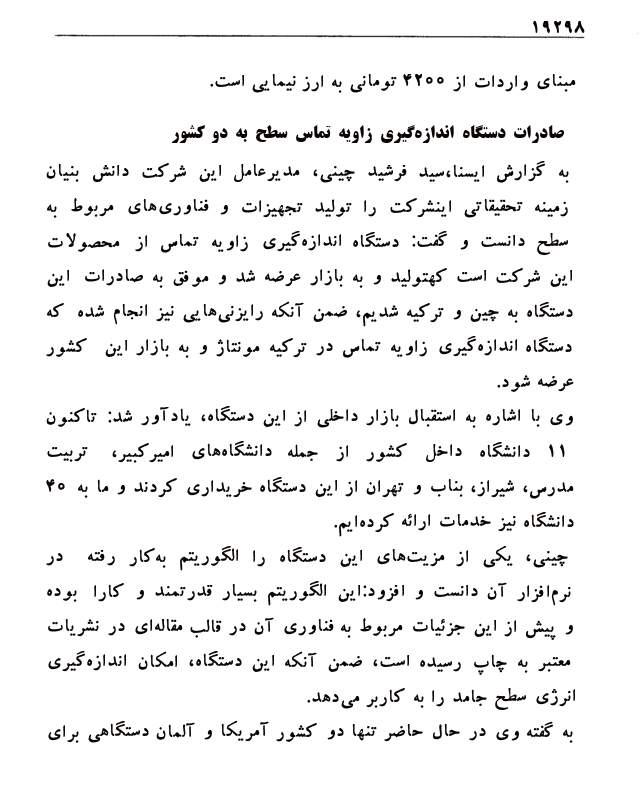 ۱۹۲۹۸
مبنای واردات از ۴۲۰۰ تومانی به ارز نیمایی است.
صادرات دستگاه اندازه‌گیری زاویه تماس سطح به دو کشور
به گزارش ایسنا،سید فرشید چینی، مدیرعامل این شرکت دانش بنیان
زمینه تحقیقاتی اینشرکت را تولید تجهیزات و فناوری‌های مربوط به
سطح دانست و گفت: دستگاه اندازه‌گیری زاویه تماس از محصولات
این شرکت است کهتولید و به بازار عرضه شد و موفق به صادرات این
دستگاه به چین و ترکیه شدیم، ضمن آنکه رایزنی‌هایی نیز انجام شده که
دستگاه اندازه‌گیری زاویه تماس در ترکیه مونتاژ و به بازار این کشور
عرضه شود.
وی با اشاره به استقبال بازار داخلی از این دستگاه، یادآور شد: تاکنون
۱۱ دانشگاه داخل کشور از جمله دانشگاه‌های امیرکبیر، تربیت
مدرس، شیراز، بناب و تهران از این دستگاه خریداری کردند و ما به ۴۰
دانشگاه نیز خدمات ارائه کرده‌ایم.
چینی، یکی از مزیت‌های این دستگاه را الگوریتم به‌کار رفته در
نرم‌افزار آن دانست و افزود:این الگوریتم بسیار قدرتمند و کارا بوده
و پیش از این جزئیات مربوط به فناوری آن در قالب مقاله‌ای در نشریات
معتبر به چاپ رسیده است، ضمن آنکه این دستگاه، امکان اندازه‌گیری
انرژی سطح جامد را به کاربر می‌دهد.
به گفته وی در حال حاضر تنها دو کشور آمریکا و آلمان دستگاهی برای